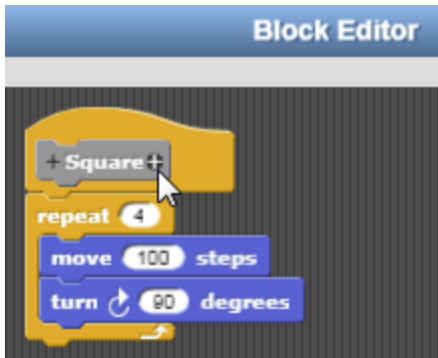 Block Editor
+ Square +
repeat 4
move 100 steps
turn 90 degrees